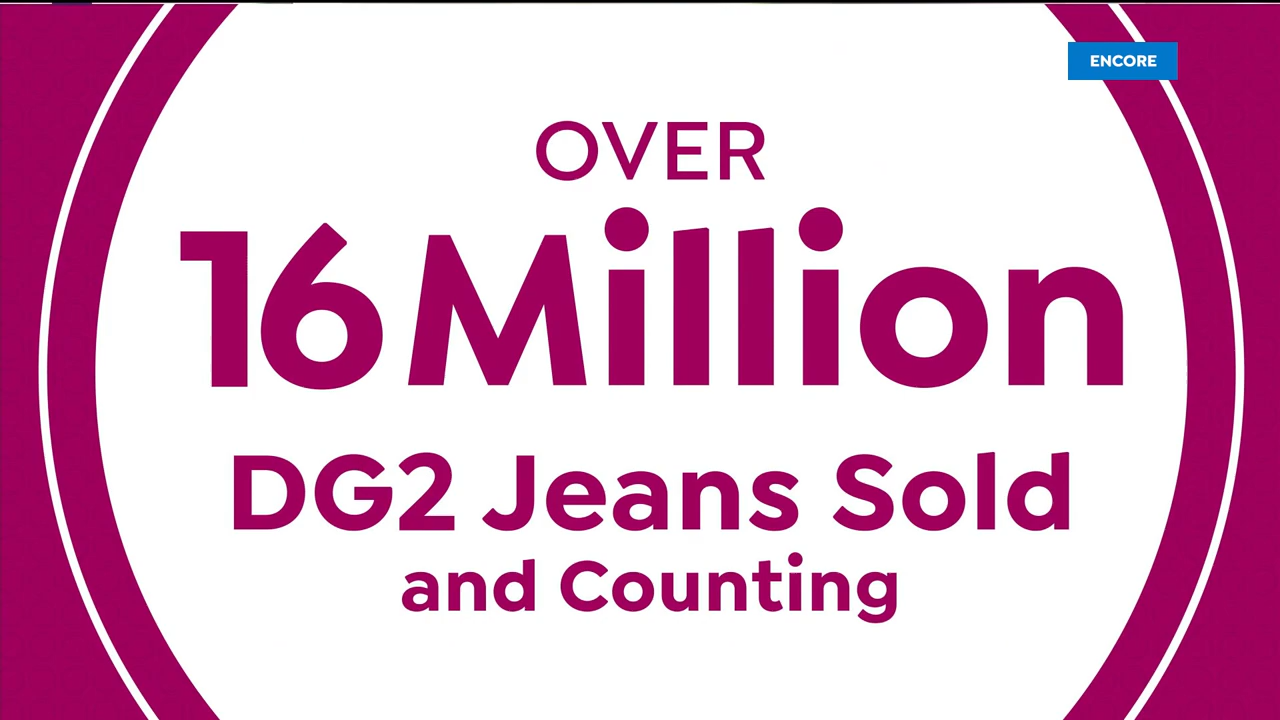 ENCORE
OVER
16 Million
DG2 Jeans Sold
and Counting